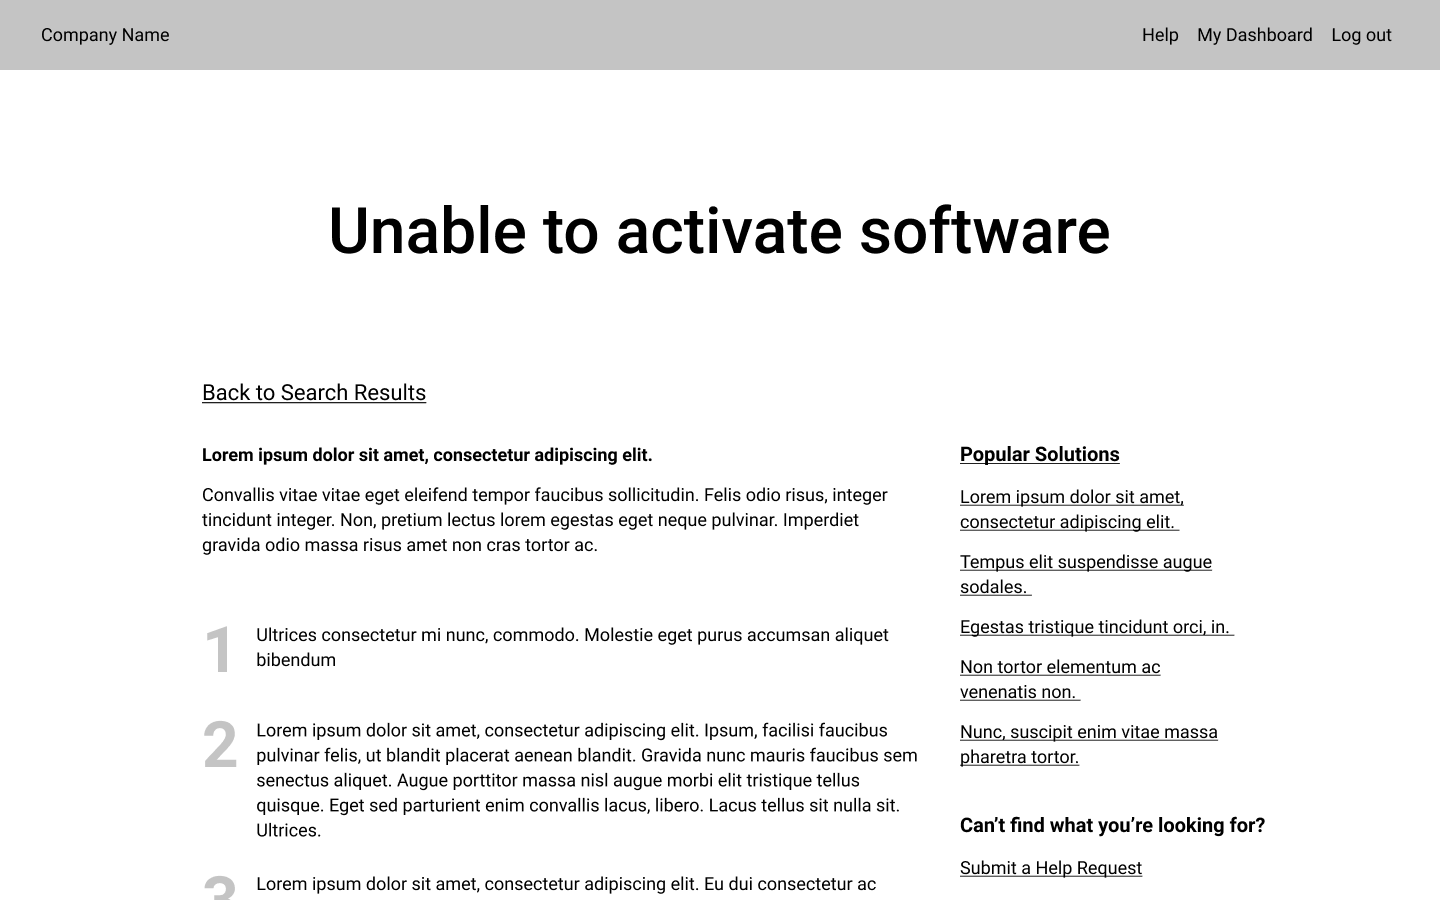 Company Name
Help
My Dashboard
Log out
Unable to activate software
Back to Search Results
Lorem ipsum dolor sit amet, consectetur adipiscing elit.
Convallis vitae vitae eget eleifend tempor faucibus sollicitudin. Felis odio risus, integer
tincidunt integer. Non, pretium lectus lorem egestas eget neque pulvinar. Imperdiet
gravida odio massa risus amet non cras tortor ac.
1
Ultrices consectetur mi nunc, commodo. Molestie eget purus accumsan aliquet
bibendum
2
Lorem ipsum dolor sit amet, consectetur adipiscing elit. Ipsum, facilisi faucibus
pulvinar felis, ut blandit placerat aenean blandit. Gravida nunc mauris faucibus sem
senectus aliquet. Augue porttitor massa nisl augue morbi elit tristique tellus
quisque. Eget sed parturient enim convallis lacus, libero. Lacus tellus sit nulla sit.
Ultrices.
3
Lorem ipsum dolor sit amet, consectetur adipiscing elit. Eu dui consectetur ac
Popular Solutions
Lorem ipsum dolor sit amet,
consectetur adipiscing elit.
Tempus elit suspendisse augue
sodales.
Egestas tristique tincidunt orci, in.
Non tortor elementum ac
venenatis non.
Nunc, suscipit enim vitae massa
pharetra tortor.
Can’t find what you’re looking for?
Submit a Help Request